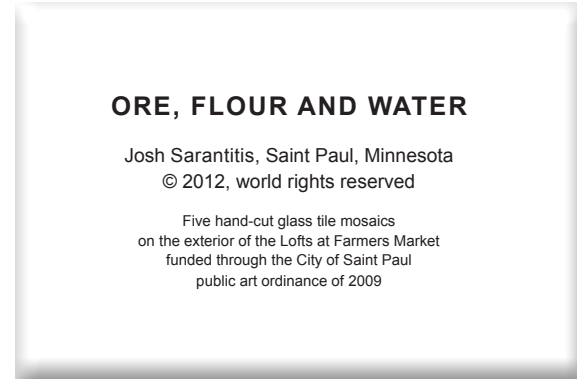 ORE, FLOUR AND WATER
Josh Sarantitis, Saint Paul, Minnesota
© 2012, world rights reserved
Five hand-cut glass tile mosaics
on the exterior of the Lofts at Farmers Market
funded through the City of Saint Paul
public art ordinance of 2009